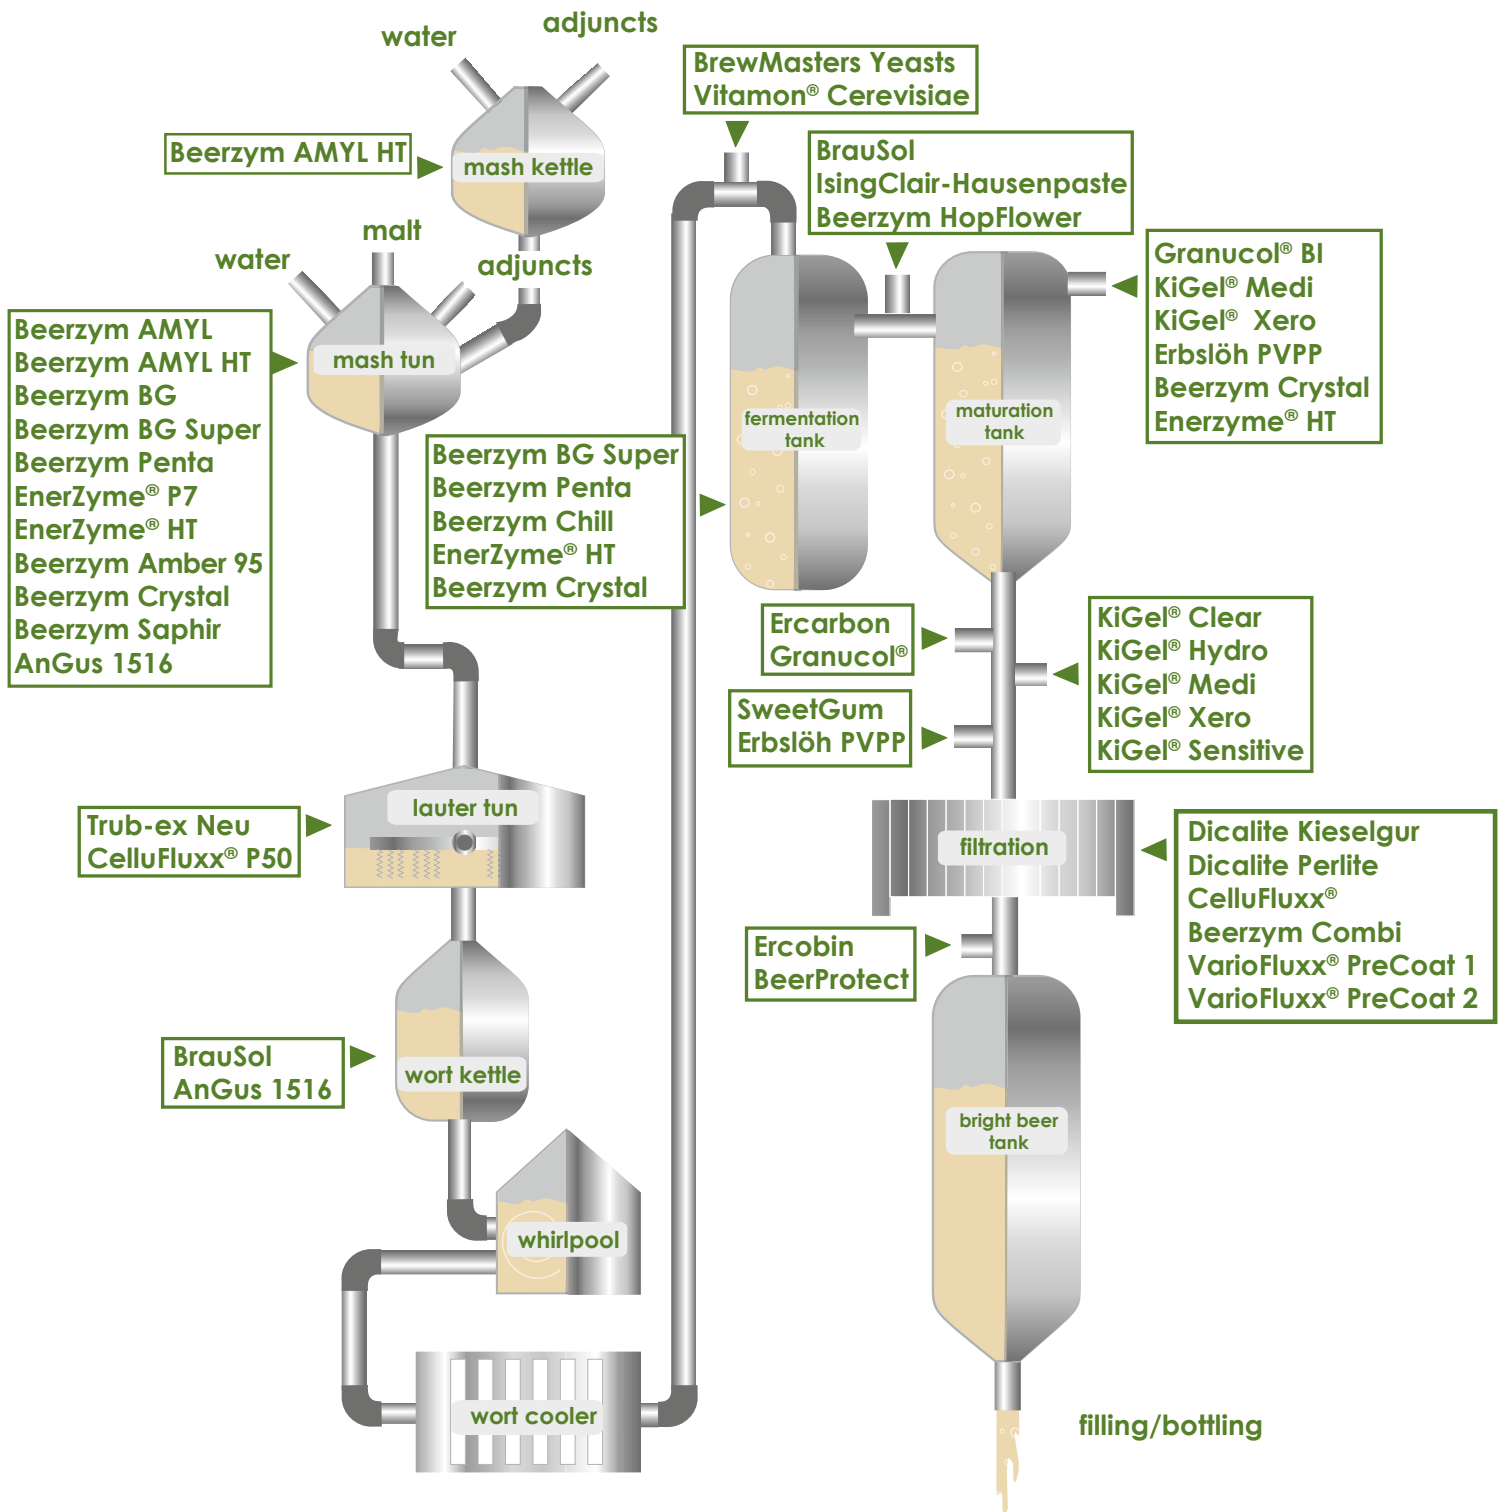 water
adjuncts
Beerzym AMYL HT
mash kettle
malt
water
adjuncts
Beerzym AMYL
Beerzym AMYL HT
Beerzym BG
Beerzym BG Super
Beerzym Penta
EnerZyme® P7
EnerZyme® HT
Beerzym Amber 95
Beerzym Crystal
Beerzym Saphir
AnGus 1516
mash tun
Trub-ex Neu
CelluFluxx® P50
lauter tun
BrauSol
AnGus 1516
wort kettle
whirlpool
wort cooler
BrewMasters Yeasts
Vitamon® Cerevisiae
Beerzym BG Super
Beerzym Penta
Beerzym Chill
EnerZyme® HT
Beerzym Crystal
fermentation
tank
BrauSol
IsingClair-Hausenpaste
Beerzym HopFlower
maturation
tank
Granucol® BI
KiGel® Medi
KiGel® Xero
Erbslöh PVPP
Beerzym Crystal
Enerzyme® HT
Ercarbon
Granucol®
KiGel® Clear
KiGel® Hydro
KiGel® Medi
KiGel® Xero
KiGel® Sensitive
SweetGum
Erbslöh PVPP
filtration
Dicalite Kieselgur
Dicalite Perlite
CelluFluxx®
Beerzym Combi
VarioFluxx® PreCoat 1
VarioFluxx® PreCoat 2
Ercobin
BeerProtect
bright beer
tank
filling/bottling